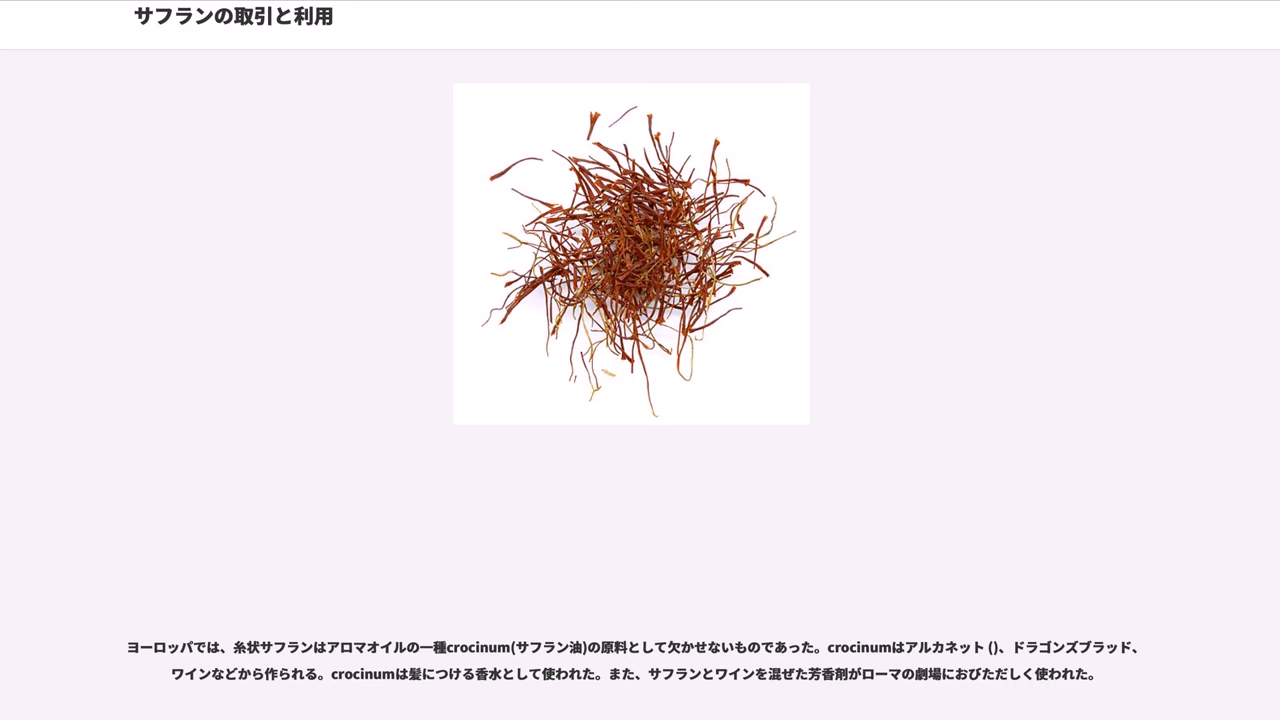 サフランの取引と利用
ヨーロッパでは、糸状サフランはアロマオイルの一種crocinum(サフラン油)の原料として欠かせないものであった。crocinumはアルカネット ()、ドラゴンズブラッド、
ワインなどから作られる。crocinumは髪につける香水として使われた。また、サフランとワインを混ぜた芳香剤がローマの劇場におびただしく使われた。